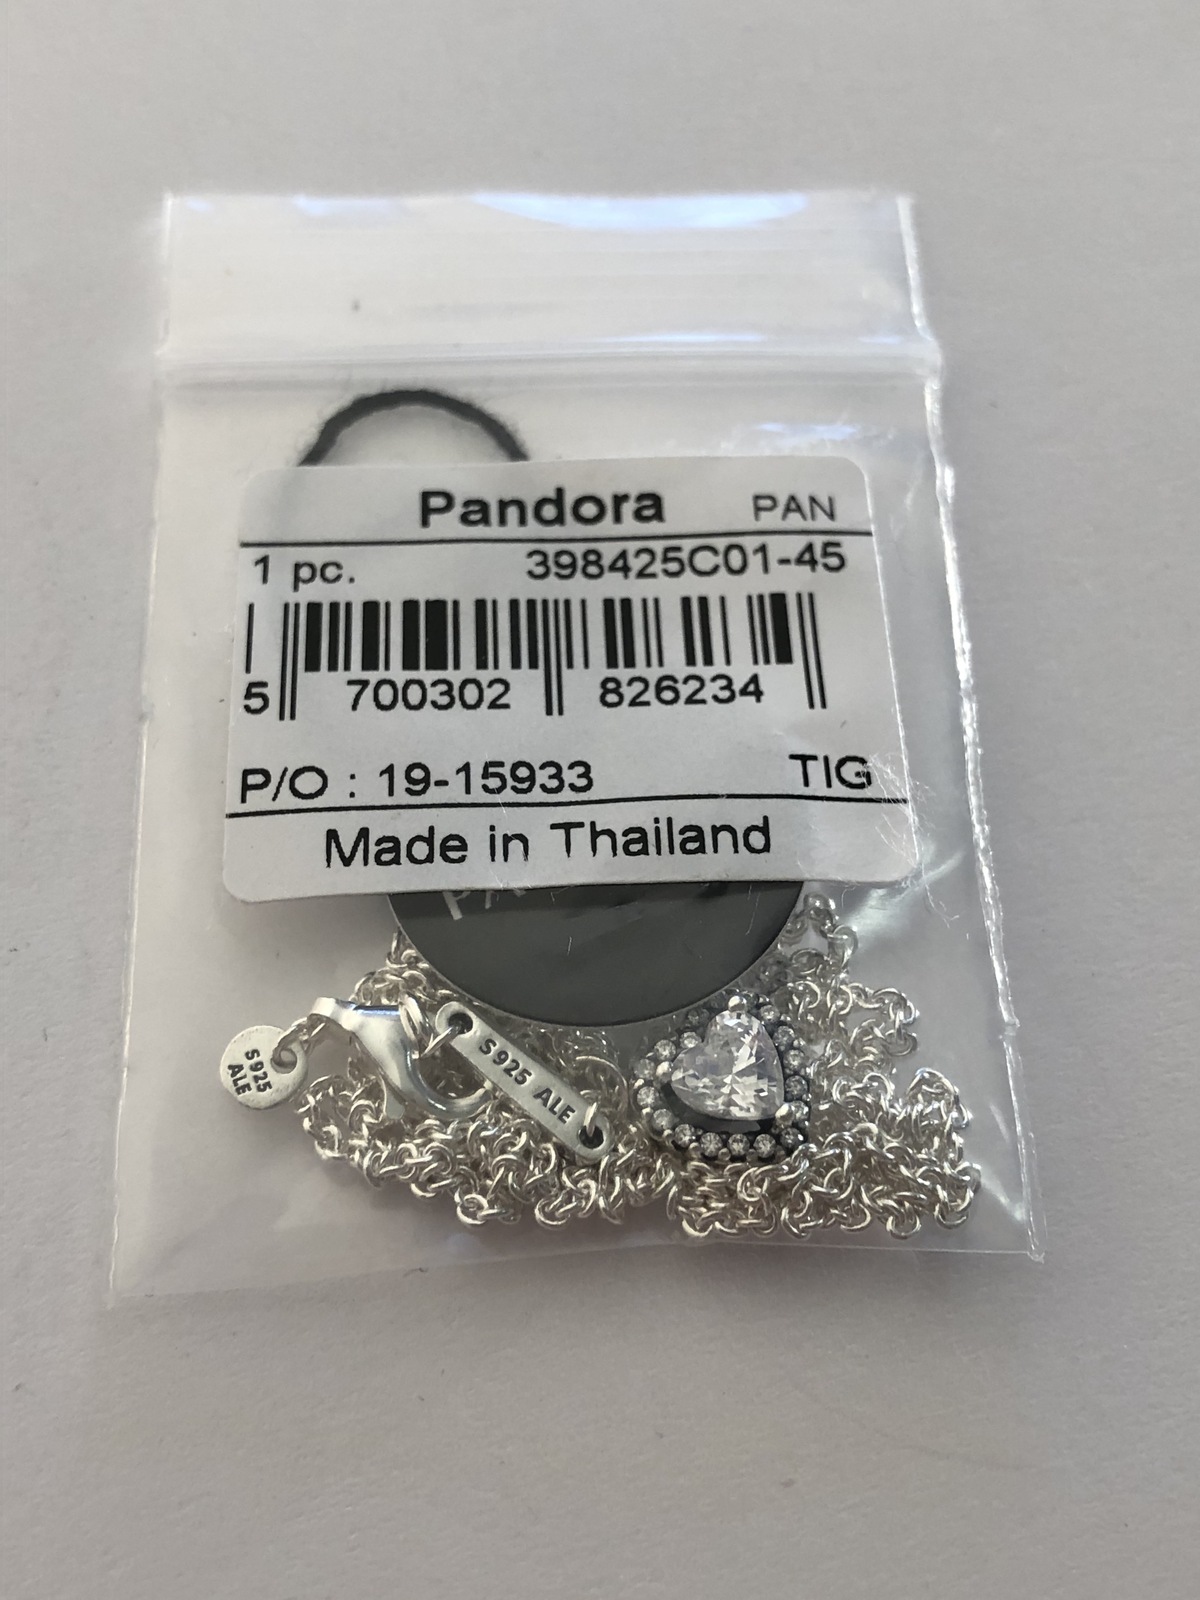 Pandora PAN
1 pc. 398425C01-45
5 700302 826234
P/O : 19-15933 TIG
Made in Thailand
S925
ALE
S925 ALE